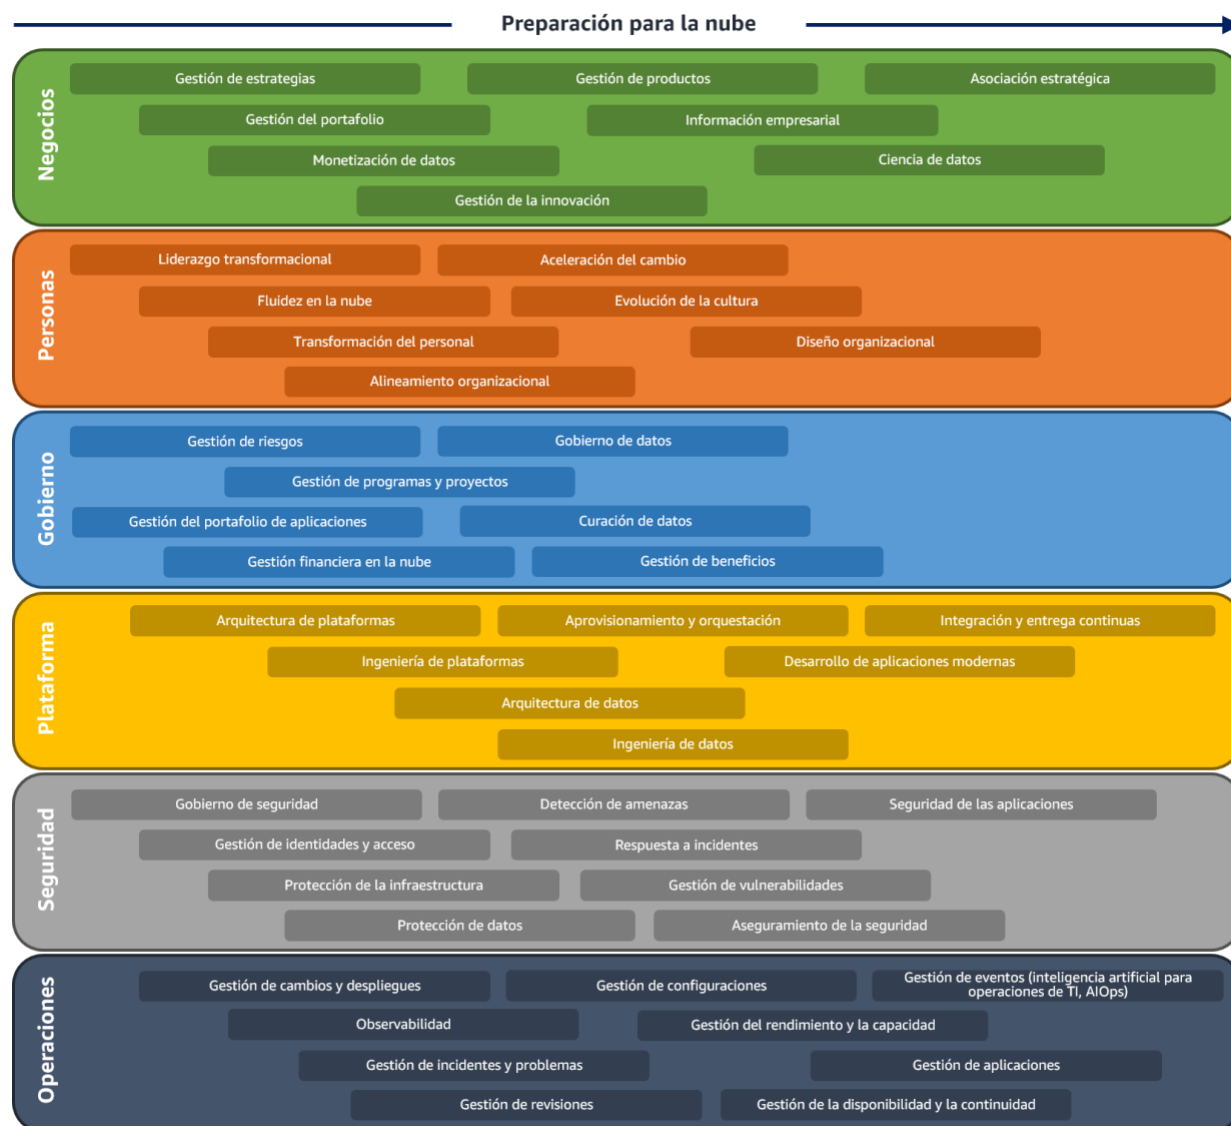 Preparación para la nube
Negocios
Gestión de estrategias
Gestión de productos
Asociación estratégica
Gestión del portafolio
Información empresarial
Monetización de datos
Ciencia de datos
Gestión de la innovación
Personas
Liderazgo transformacional
Aceleración del cambio
Fluidez en la nube
Evolución de la cultura
Transformación del personal
Diseño organizacional
Alineamiento organizacional
Gobierno
Gestión de riesgos
Gobierno de datos
Gestión de programas y proyectos
Gestión del portafolio de aplicaciones
Curación de datos
Gestión financiera en la nube
Gestión de beneficios
Plataforma
Arquitectura de plataformas
Aprovisionamiento y orquestación
Integración y entrega continuas
Ingeniería de plataformas
Desarrollo de aplicaciones modernas
Arquitectura de datos
Ingeniería de datos
Seguridad
Gobierno de seguridad
Detección de amenazas
Seguridad de las aplicaciones
Gestión de identidades y acceso
Respuesta a incidentes
Protección de la infraestructura
Gestión de vulnerabilidades
Protección de datos
Aseguramiento de la seguridad
Operaciones
Gestión de cambios y despliegues
Gestión de configuraciones
Gestión de eventos (inteligencia artificial para
operaciones de TI, AIOps)
Observabilidad
Gestión del rendimiento y la capacidad
Gestión de incidentes y problemas
Gestión de aplicaciones
Gestión de revisiones
Gestión de la disponibilidad y la continuidad